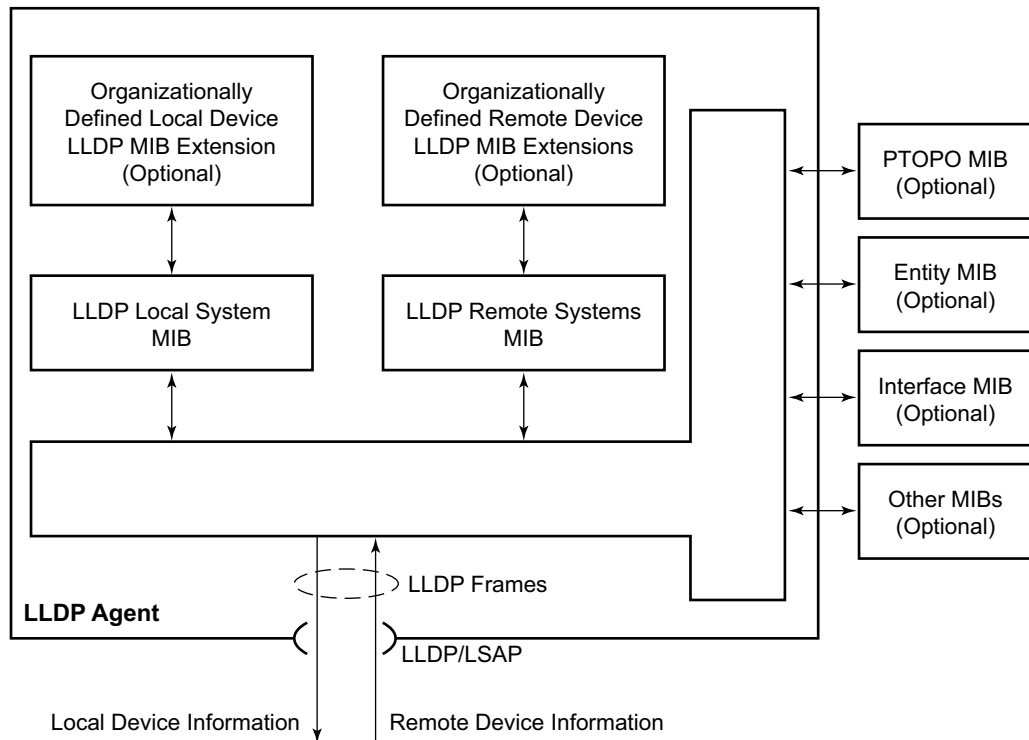 Organizationally
Defined Local Device
LLDP MIB Extension
(Optional)
Organizationally
Defined Remote Device
LLDP MIB Extensions
(Optional)
PTOPO MIB
(Optional)
Entity MIB
(Optional)
LLDP Local System
MIB
LLDP Remote Systems
MIB
Interface MIB
(Optional)
Other MIBs
(Optional)
LLDP Frames
LLDP Agent
LLDP/LSAP
Local Device Information
Remote Device Information